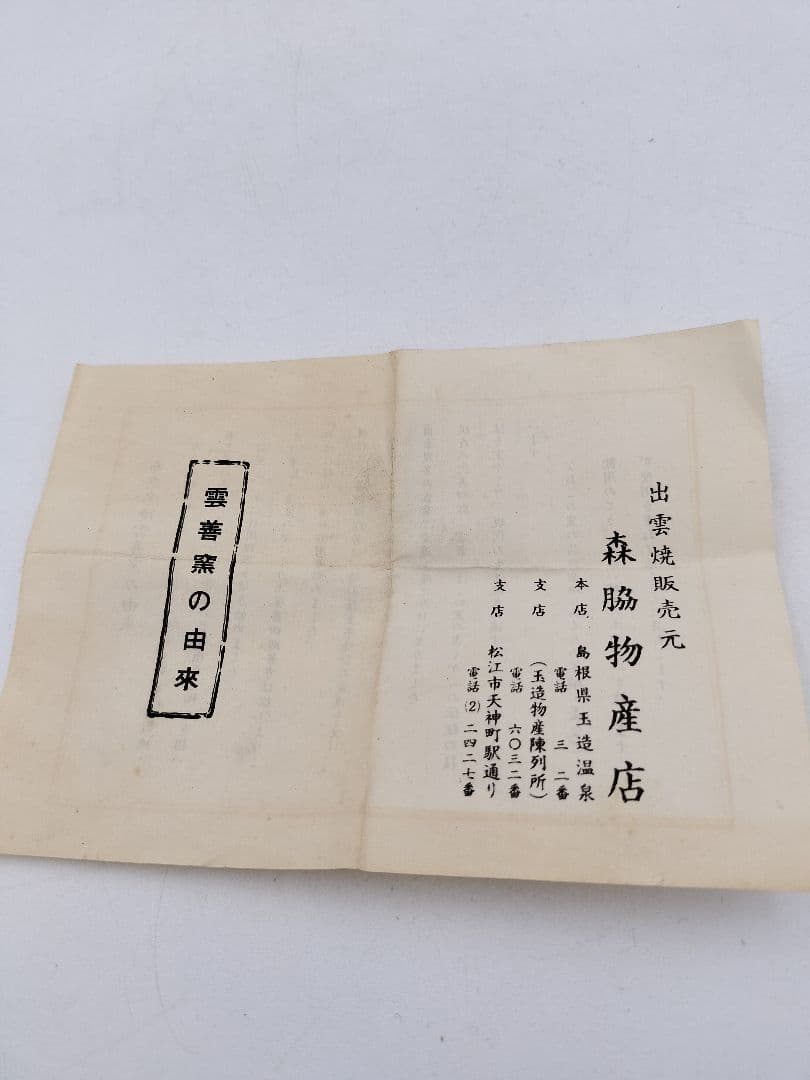 出雲焼販売元
森脇物産店
本店 島根県玉造温泉
電話 三二番
支店 (玉造物産陳列所)
電話 六〇三二番
支店 松江市天神町駅通り
電話 (2) 二四二七番
雲善窯の由來